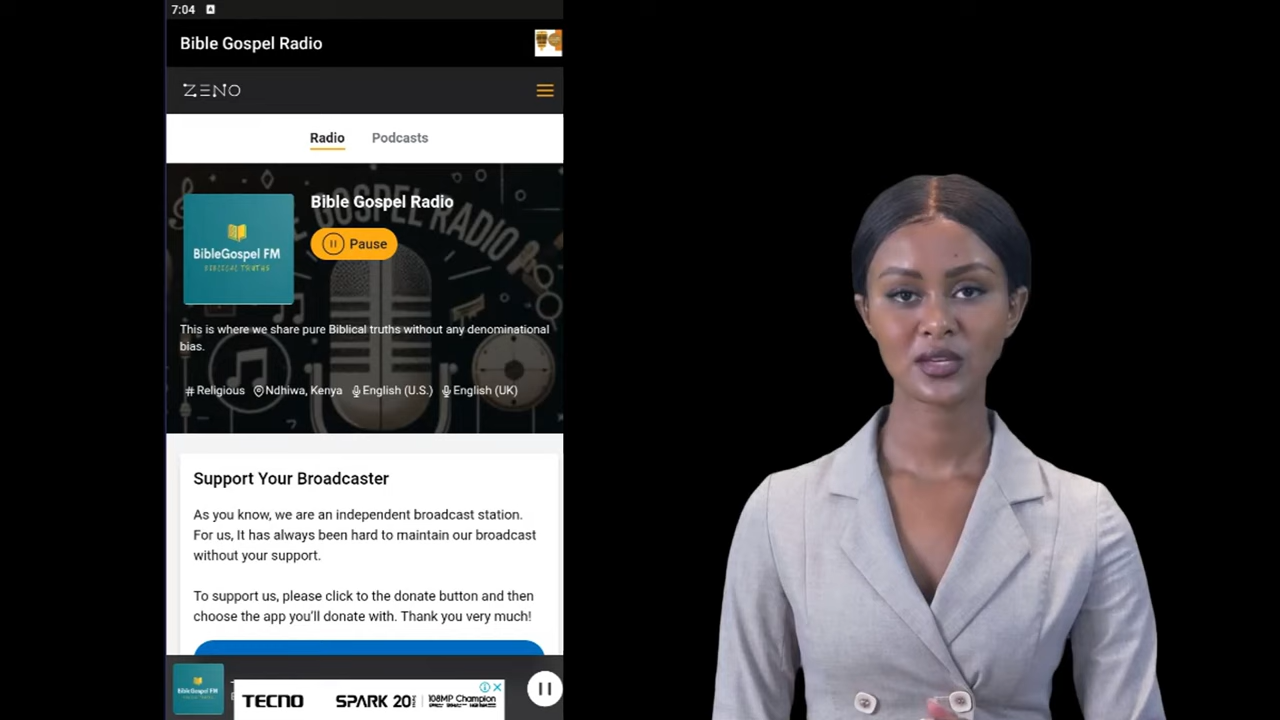 7:04 A
Bible Gospel Radio
ZENO
Radio Podcasts
GOSPEL RADIO
Bible Gospel Radio
Pause
BibleGospel FM
BIBLICAL TRUTHS
This is where we share pure Biblical truths without any denominational
bias.
#Religious Ndhiwa, Kenya English (U.S.) English (UK)
Support Your Broadcaster
As you know, we are an independent broadcast station.
For us, It has always been hard to maintain our broadcast
without your support.
To support us, please click to the donate button and then
choose the app you'll donate with. Thank you very much!
BibleGospel FM
TECNO SPARK 20 108MP Champion